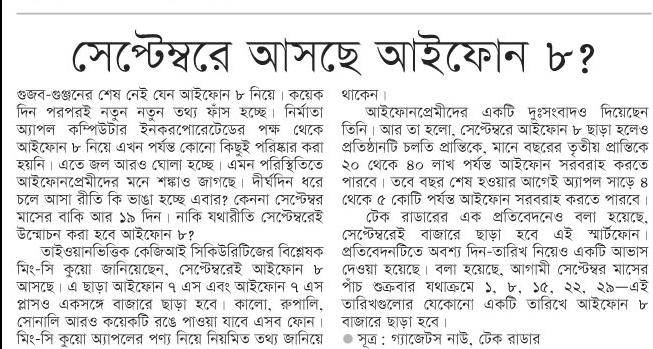 সেপ্টেম্বরে আসছে আইফোন ৮?
গুজব-গুঞ্জনের শেষ নেই যেন আইফোন ৮ নিয়ে। কয়েক
দিন পরপরই নতুন নতুন তথ্য ফাঁস হচ্ছে। নির্মাতা
অ্যাপল কম্পিউটার ইনকরপোরেটেডের পক্ষ থেকে
আইফোন ৮ নিয়ে এখন পর্যন্ত কোনো কিছুই পরিষ্কার করা
হয়নি। এতে জল আরও ঘোলা হচ্ছে। এমন পরিস্থিতিতে
আইফোনপ্রেমীদের মনে শঙ্কাও জাগছে। দীর্ঘদিন ধরে
চলে আসা রীতি কি ভাঙা হচ্ছে এবার? কেননা সেপ্টেম্বর
মাসের বাকি আর ১৯ দিন। নাকি যথারীতি সেপ্টেম্বরেই
উন্মোচন করা হবে আইফোন ৮?
তাইওয়ানভিত্তিক কেজিআই সিকিউরিটিজের বিশ্লেষক
মিং-সি কুয়ো জানিয়েছেন, সেপ্টেম্বরেই আইফোন ৮
আসছে। এ ছাড়া আইফোন ৭ এস এবং আইফোন ৭ এস
প্লাসও একসঙ্গে বাজারে ছাড়া হবে। কালো, রুপালি,
সোনালি আরও কয়েকটি রঙে পাওয়া যাবে এসব ফোন।
মিং-সি কুয়ো অ্যাপলের পণ্য নিয়ে নিয়মিত তথ্য জানিয়ে
থাকেন।
আইফোনপ্রেমীদের একটি দুঃসংবাদও দিয়েছেন
তিনি। আর তা হলো, সেপ্টেম্বরে আইফোন ৮ ছাড়া হলেও
প্রতিষ্ঠানটি চলতি প্রান্তিকে, মানে বছরের তৃতীয় প্রান্তিকে
২০ থেকে ৪০ লাখ পর্যন্ত আইফোন সরবরাহ করতে
পারবে। তবে বছর শেষ হওয়ার আগেই অ্যাপল সাড়ে ৪
থেকে ৫ কোটি পর্যন্ত আইফোন সরবরাহ করতে পারবে।
টেক রাডারের এক প্রতিবেদনেও বলা হয়েছে,
সেপ্টেম্বরেই বাজারে ছাড়া হবে এই স্মার্টফোন।
প্রতিবেদনটিতে অবশ্য দিন-তারিখ নিয়েও একটি আভাস
দেওয়া হয়েছে। বলা হয়েছে, আগামী সেপ্টেম্বর মাসের
পাঁচ শুক্রবার যথাক্রমে ১, ৮, ১৫, ২২, ২৯—এই
তারিখগুলোর যেকোনো একটি তারিখে আইফোন ৮
বাজারে ছাড়া হবে।
● সূত্র : গ্যাজেটস নাউ, টেক রাডার